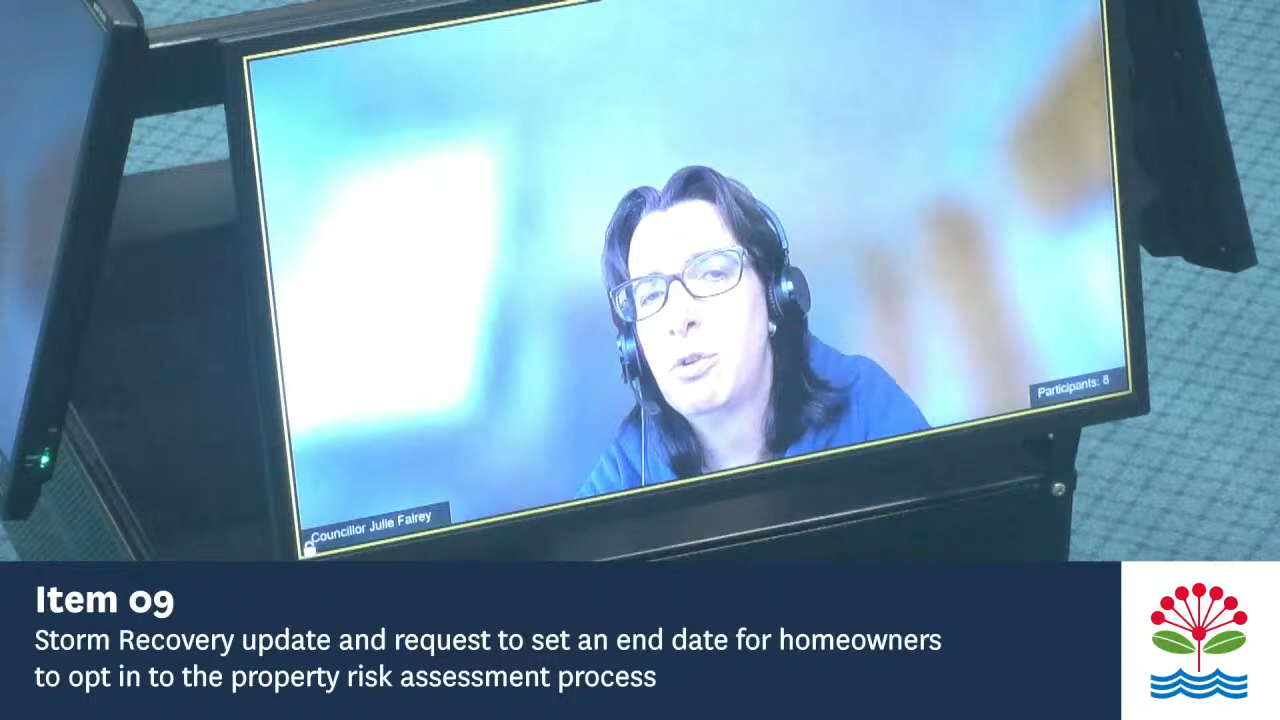 Participants: 8
Councillor Julie Fairey
Item 09
Storm Recovery update and request to set an end date for homeowners
to opt in to the property risk assessment process